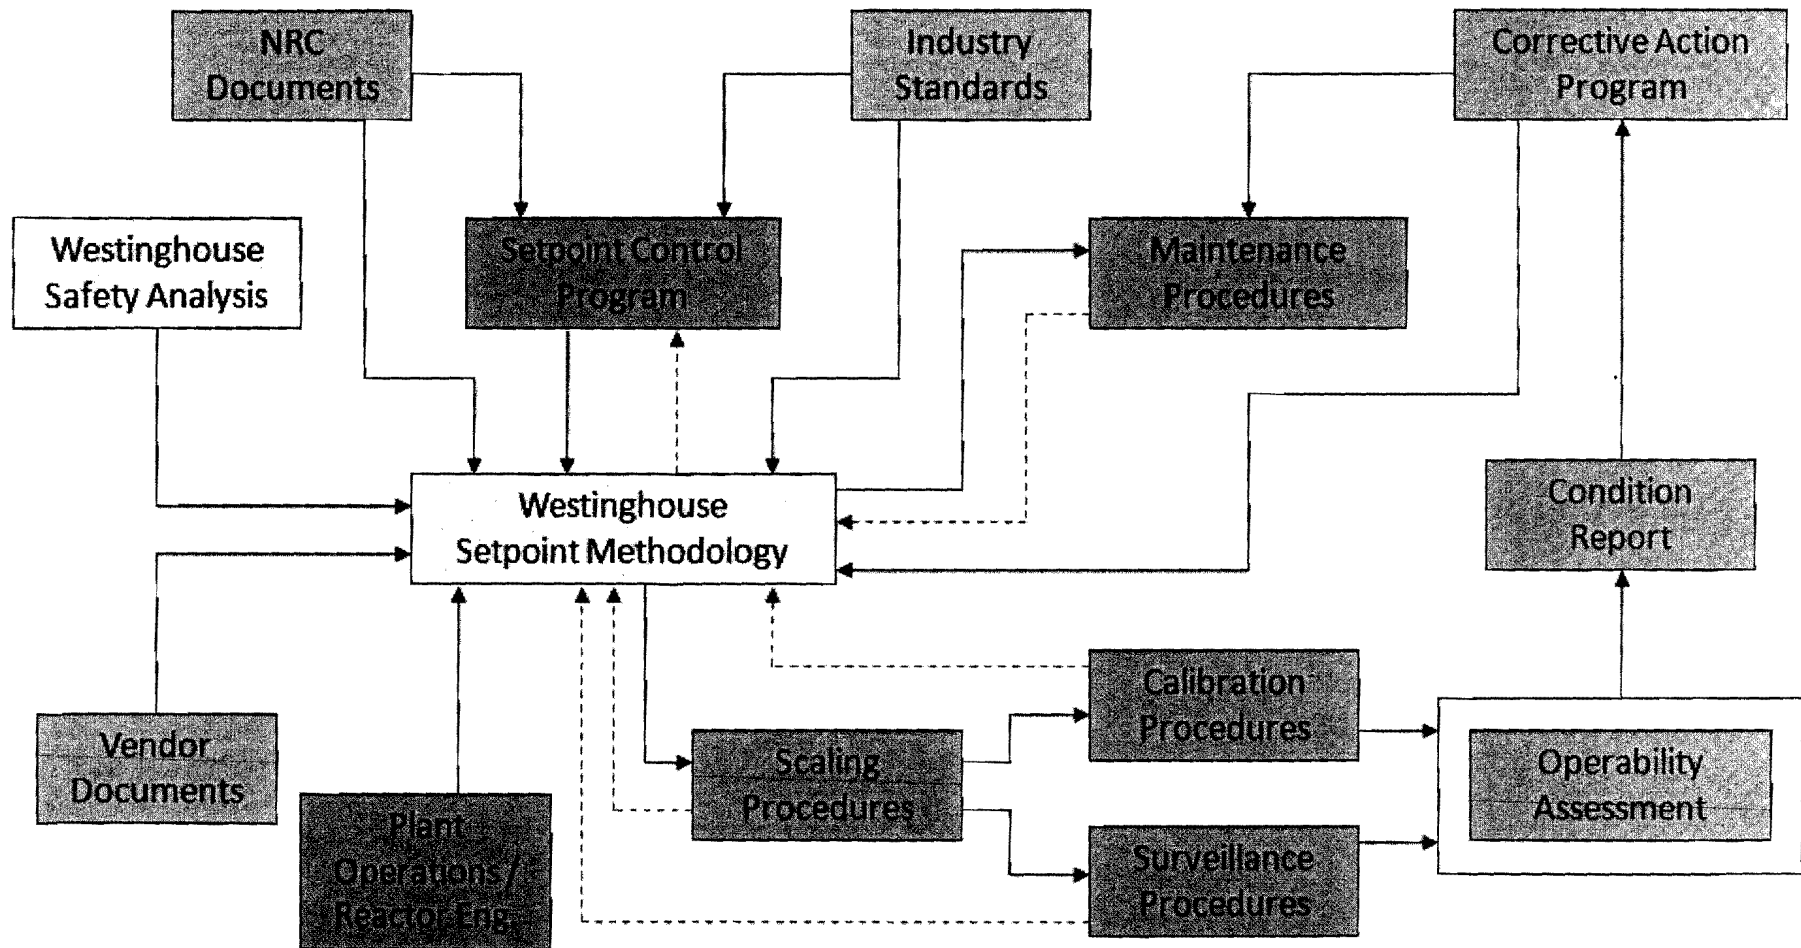 NRC
Documents
Industry
Standards
Corrective Action
Program
Westinghouse
Safety Analysis
Setpoint Control
Program
Maintenance
Procedures
Westinghouse
Setpoint Methodology
Condition
Report
Vendor
Documents
Plant
Operations /
Reactor Eng.
Scaling
Procedures
Calibration
Procedures
Surveillance
Procedures
Operability
Assessment